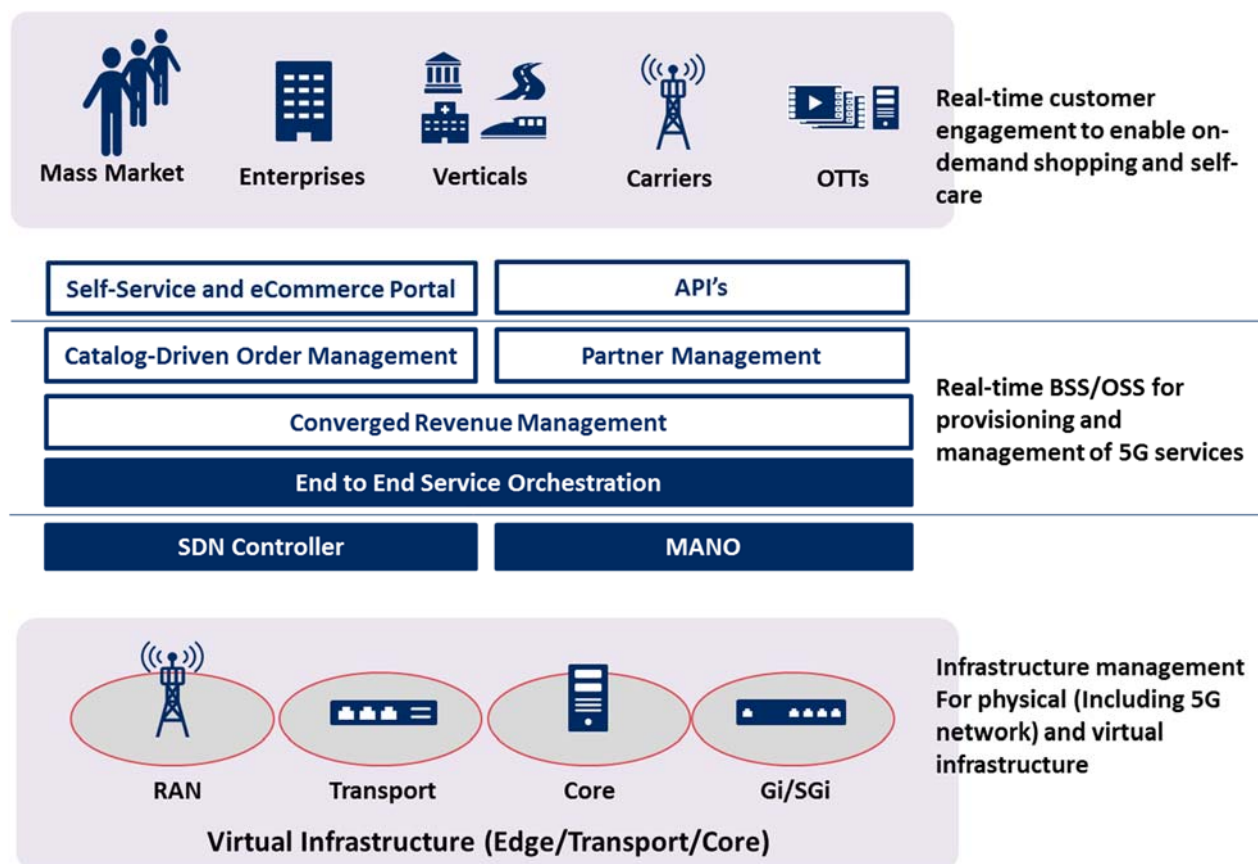 Mass Market
Enterprises
Verticals
Carriers
OTTs
Real-time customer
engagement to enable on-
demand shopping and self-
care
Self-Service and eCommerce Portal
API's
Catalog-Driven Order Management
Partner Management
Converged Revenue Management
End to End Service Orchestration
Real-time BSS/OSS for
provisioning and
management of 5G services
SDN Controller
MANO
RAN
Transport
Core
Gi/SGi
Virtual Infrastructure (Edge/Transport/Core)
Infrastructure management
For physical (Including 5G
network) and virtual
infrastructure